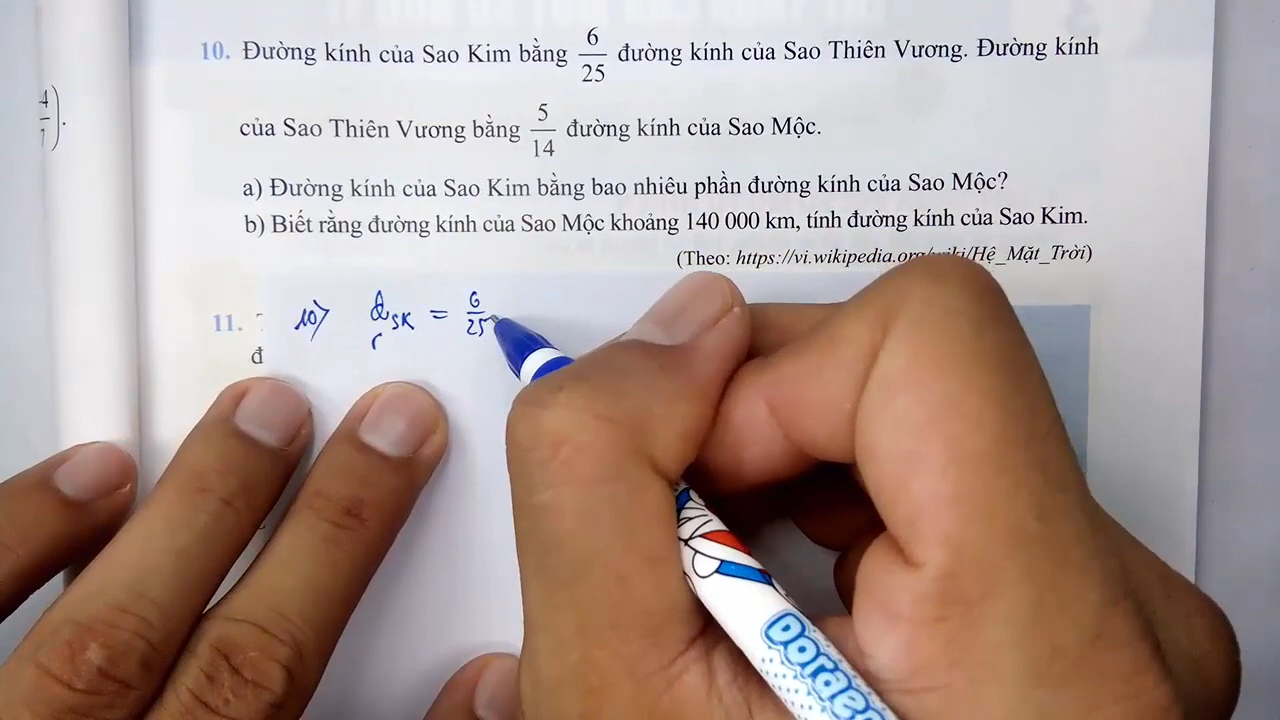 10. Đường kính của Sao Kim bằng 6/25 đường kính của Sao Thiên Vương. Đường kính
của Sao Thiên Vương bằng 5/14 đường kính của Sao Mộc.
4/7).
a) Đường kính của Sao Kim bằng bao nhiêu phần đường kính của Sao Mộc?
b) Biết rằng đường kính của Sao Mộc khoảng 140 000 km, tính đường kính của Sao Kim.
(Theo: https://vi.wikipedia.org/wiki/Hệ_Mặt_Trời)
11.
10) d SK = 6/25
đ
Dorae